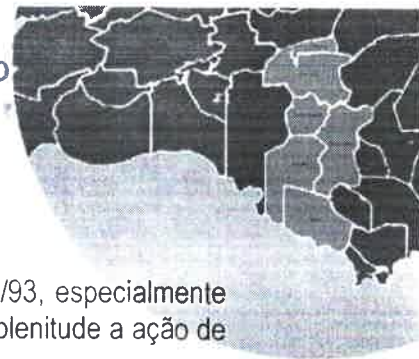 o
/93, especialmente
plenitude a ação de